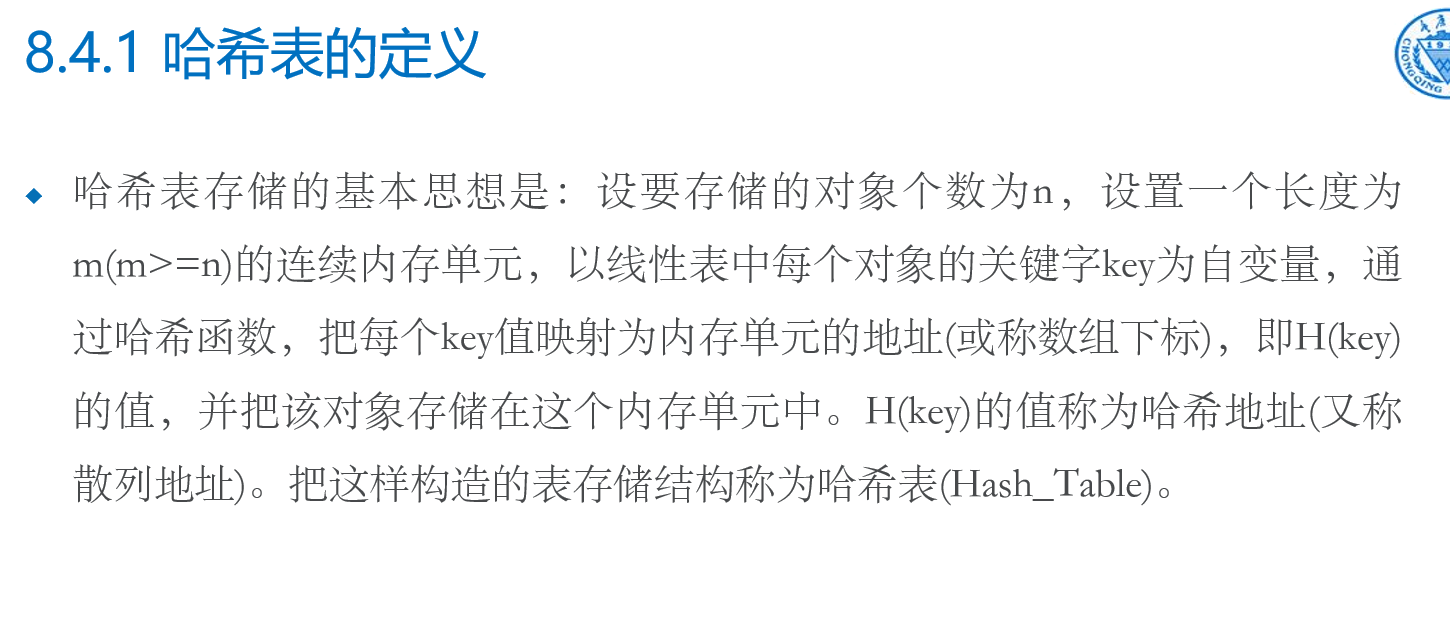 8.4.1 哈希表的定义
哈希表存储的基本思想是：设要存储的对象个数为n，设置一个长度为
m(m>=n)的连续内存单元，以线性表中每个对象的关键字key为自变量，通
过哈希函数，把每个key值映射为内存单元的地址(或称数组下标)，即H(key)
的值，并把该对象存储在这个内存单元中。H(key)的值称为哈希地址(又称
散列地址)。把这样构造的表存储结构称为哈希表(Hash_Table)。
CHONGQING